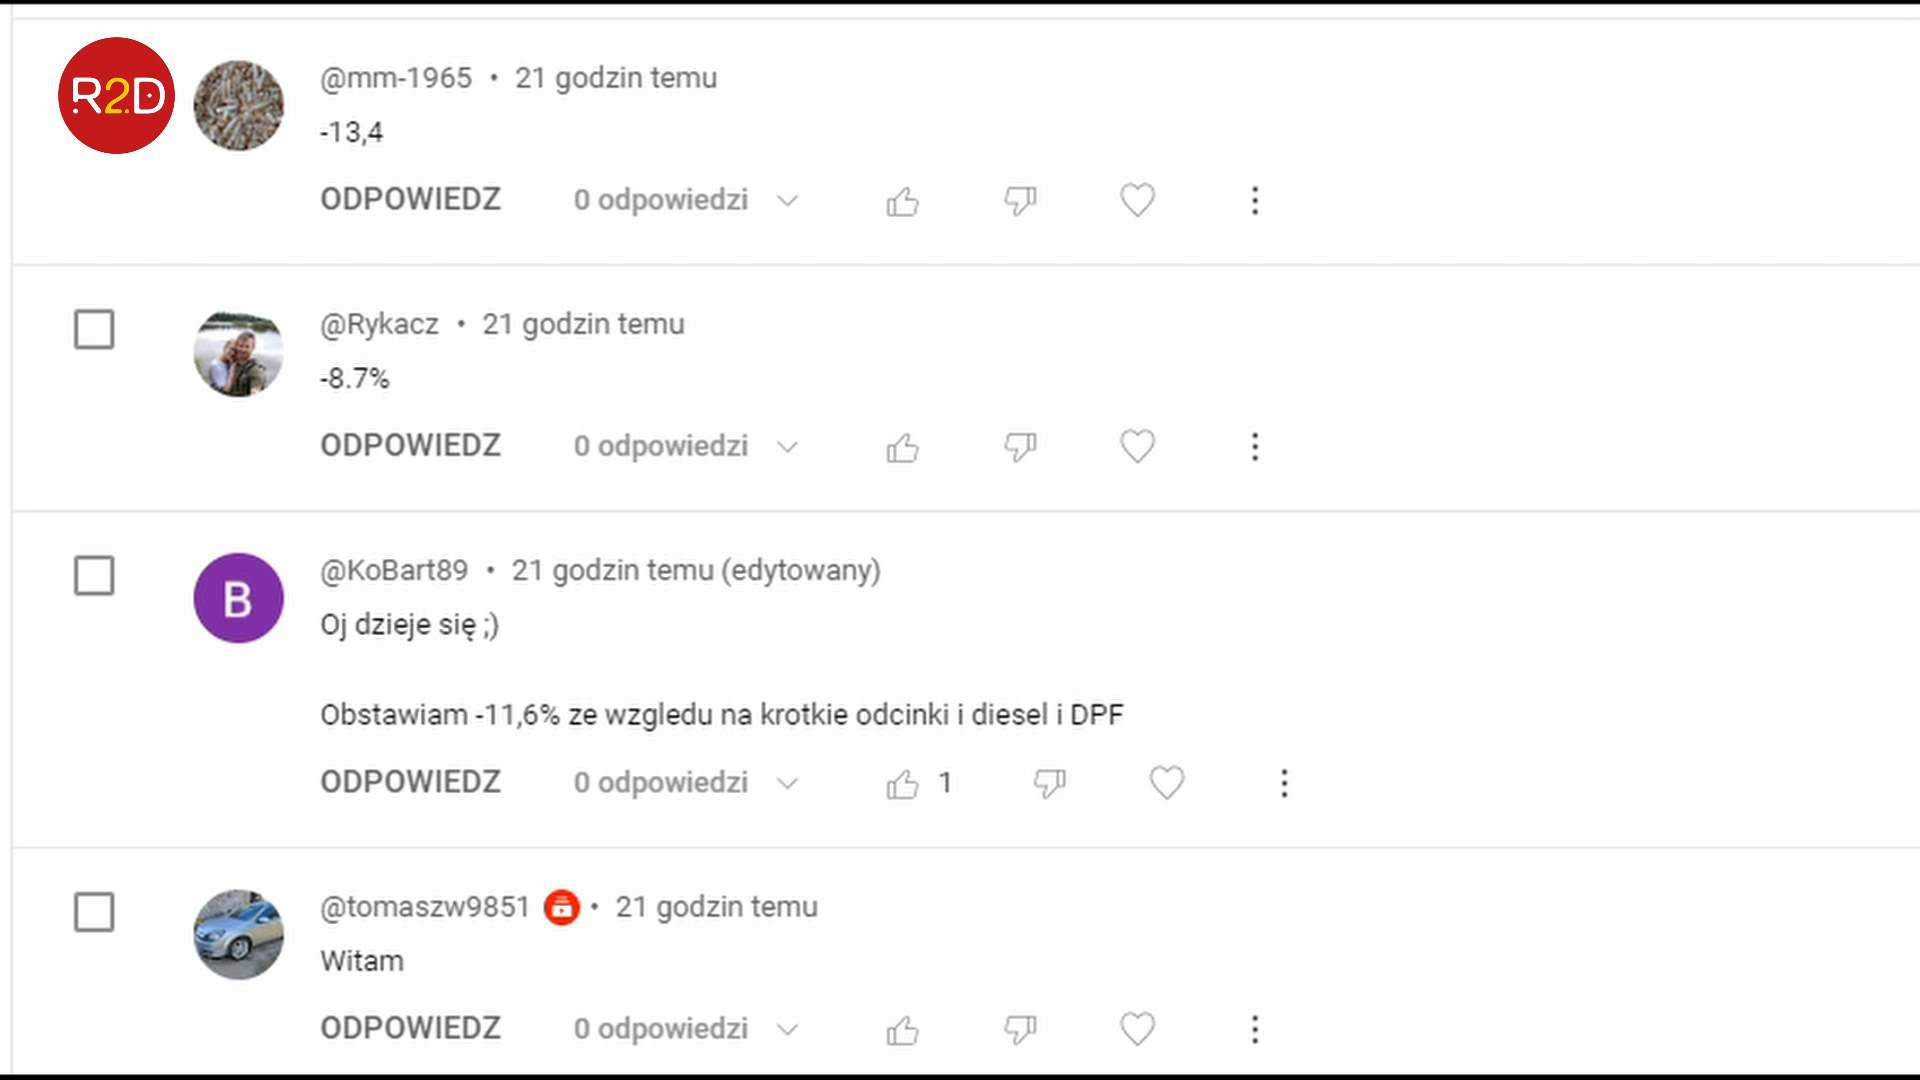 R2D
@mm-1965 • 21 godzin temu
-13,4
ODPOWIEDZ 0 odpowiedzi
@Rykacz • 21 godzin temu
-8.7%
ODPOWIEDZ 0 odpowiedzi
B
@KoBart89 • 21 godzin temu (edytowany)
Oj dzieje się ;)
Obstawiam -11,6% ze wzgledu na krotkie odcinki i diesel i DPF
ODPOWIEDZ 0 odpowiedzi 1
@tomaszw9851 • 21 godzin temu
Witam
ODPOWIEDZ 0 odpowiedzi